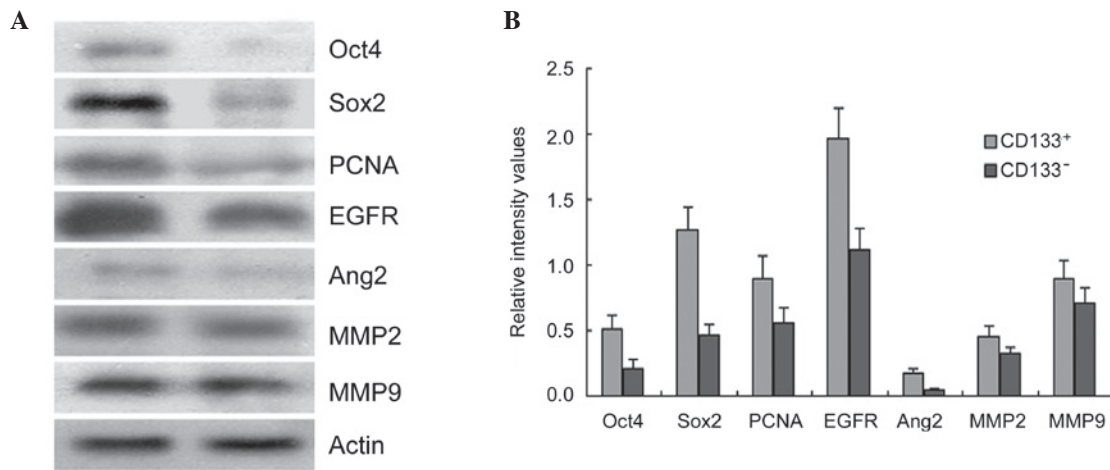 A
Oct4
Sox2
PCNA
EGFR
Ang2
MMP2
MMP9
Actin
B
Relative intensity values
2.5
2.0
1.5
1.0
0.5
0.0
CD133+
CD133-
Oct4 Sox2 PCNA EGFR Ang2 MMP2 MMP9